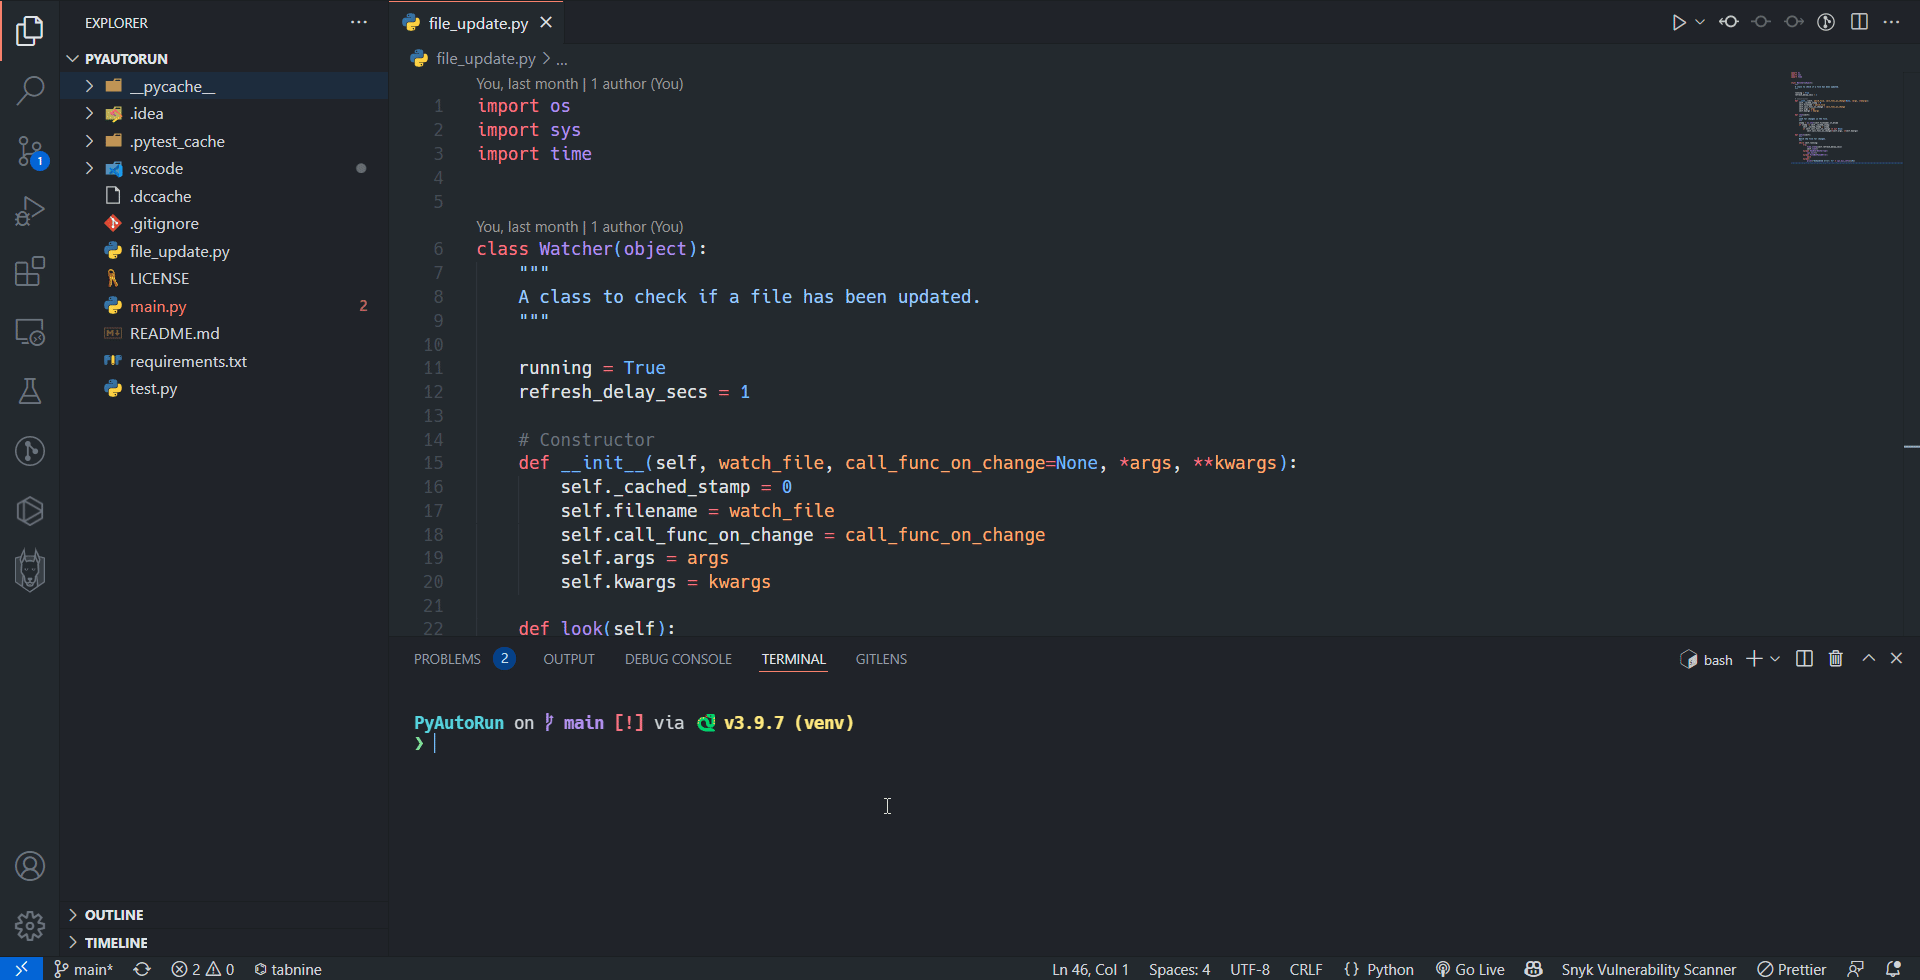 EXPLORER
PYAUTORUN
__pycache__
.idea
.pytest_cache
.vscode
.dccache
.gitignore
file_update.py
LICENSE
main.py 2
README.md
requirements.txt
test.py
OUTLINE
TIMELINE
1
file_update.py
file_update.py > ...
You, last month | 1 author (You)
1 import os
2 import sys
3 import time
4
5
You, last month | 1 author (You)
6 class Watcher(object):
7 """
8 A class to check if a file has been updated.
9 """
10
11 running = True
12 refresh_delay_secs = 1
13
14 # Constructor
15 def __init__(self, watch_file, call_func_on_change=None, *args, **kwargs):
16 self._cached_stamp = 0
17 self.filename = watch_file
18 self.call_func_on_change = call_func_on_change
19 self.args = args
20 self.kwargs = kwargs
21
22 def look(self):
PROBLEMS 2 OUTPUT DEBUG CONSOLE TERMINAL GITLENS bash
PyAutoRun on main [!] via v3.9.7 (venv)
❯
main* 2 0 tabnine Ln 46, Col 1 Spaces: 4 UTF-8 CRLF {} Python Go Live Snyk Vulnerability Scanner Prettier